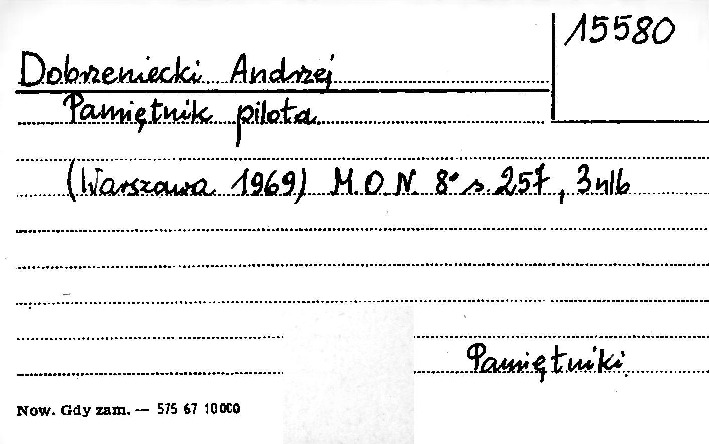 15580
Dobrzeniecki Andrzej
Pamiętnik pilota
(Warszawa 1969) M.O.N. 8° s. 257, 3 nlb
Pamiętniki
Now. Gdy zam. — 575 67 10000